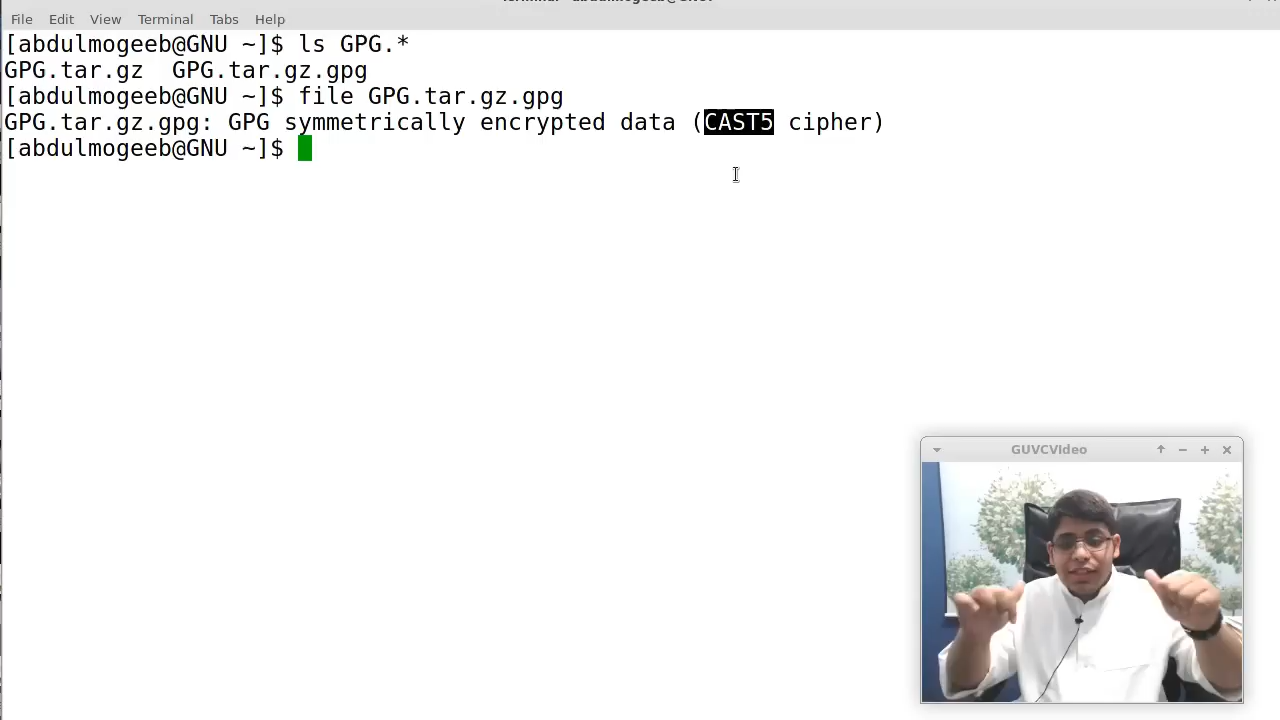 File Edit View Terminal Tabs Help
[abdulmogeeb@GNU ~]$ ls GPG.*
GPG.tar.gz  GPG.tar.gz.gpg
[abdulmogeeb@GNU ~]$ file GPG.tar.gz.gpg
GPG.tar.gz.gpg: GPG symmetrically encrypted data (CAST5 cipher)
[abdulmogeeb@GNU ~]$
GUVCVideo